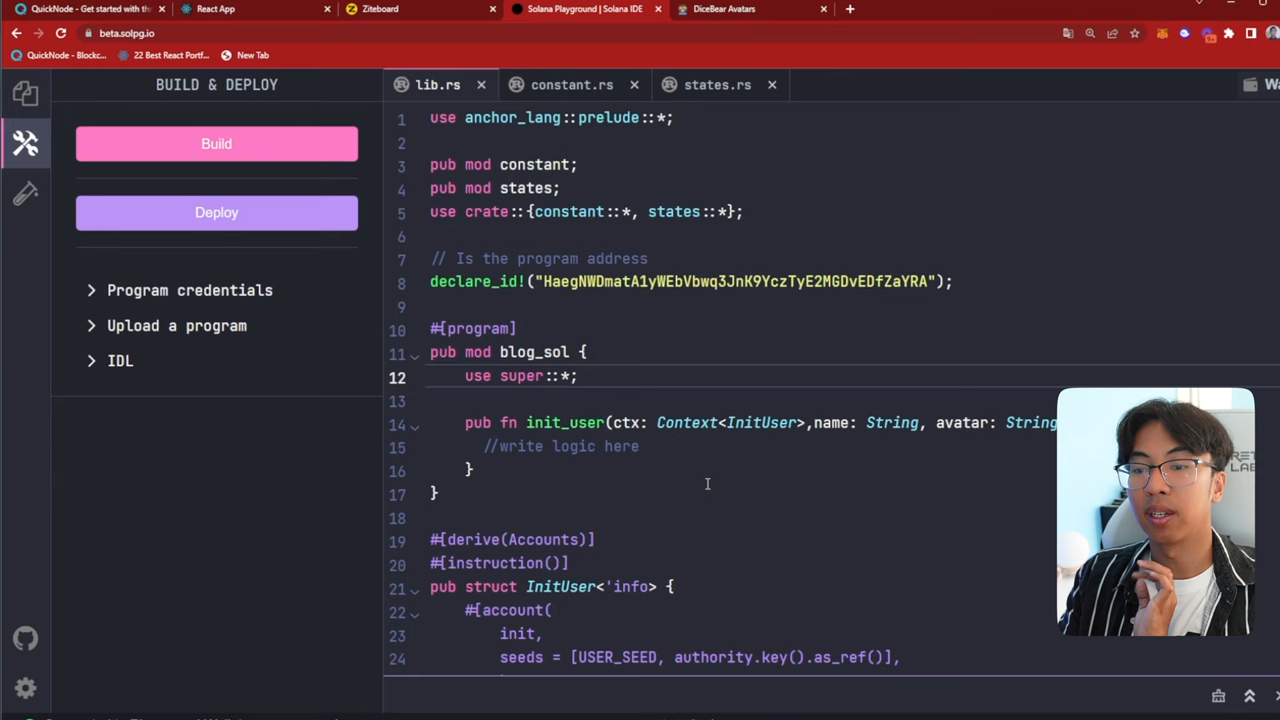 QuickNode - Get started with th
React App
Ziteboard
Solana Playground | Solana IDE
DiceBear Avatars
beta.solpg.io
QuickNode - Blockc...
22 Best React Portf...
New Tab
BUILD & DEPLOY
Build
Deploy
Program credentials
Upload a program
IDL
lib.rs
constant.rs
states.rs
Wa
1 use anchor_lang::prelude::*;
2
3 pub mod constant;
4 pub mod states;
5 use crate::{constant::*, states::*};
6
7 // Is the program address
8 declare_id!("HaegNWDmatA1yWEbVbwq3JnK9YczTyE2MGDvEDfZaYRA");
9
10 #[program]
11 pub mod blog_sol {
12 use super::*;
13
14 pub fn init_user(ctx: Context<InitUser>,name: String, avatar: String
15 //write logic here
16 }
17 }
18
19 #[derive(Accounts)]
20 #[instruction()]
21 pub struct InitUser<'info> {
22 #[account(
23 init,
24 seeds = [USER_SEED, authority.key().as_ref()],